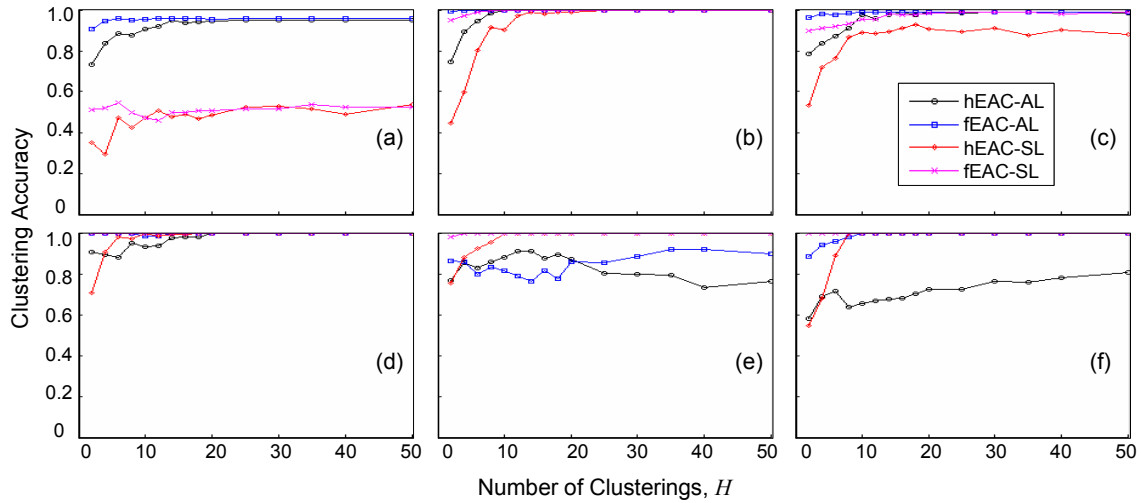 1.0
0.8
0.6
0.4
0.2
0
(a)
(b)
(c)
hEAC-AL
fEAC-AL
hEAC-SL
fEAC-SL
Clustering Accuracy
1.0
0.8
0.6
0.4
0.2
0
(d)
(e)
(f)
0 10 20 30 40 50
0 10 20 30 40 50
0 10 20 30 40 50
Number of Clusterings, H